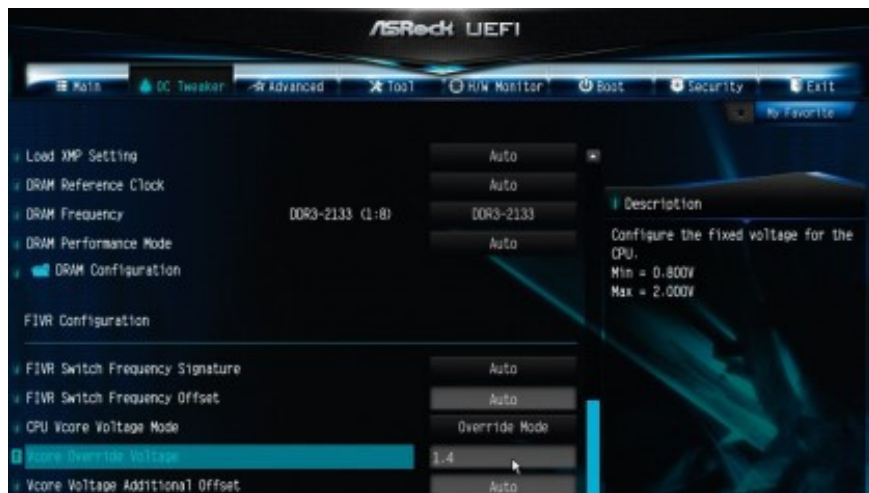 ASRock UEFI
Main OC Tweaker Advanced Tool H/W Monitor Boot Security Exit
My Favorite
Load XMP Setting Auto
DRAM Reference Clock Auto
DRAM Frequency DDR3-2133 (1:8) DDR3-2133
DRAM Performance Mode Auto
DRAM Configuration
FIVR Configuration
FIVR Switch Frequency Signature Auto
FIVR Switch Frequency Offset Auto
CPU Vcore Voltage Mode Override Mode
Vcore Override Voltage 1.4
Vcore Voltage Additional Offset Auto
Description
Configure the fixed voltage for the
CPU.
Min = 0.800V
Max = 2.000V